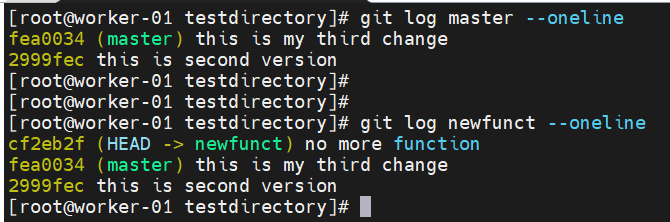 [root@worker-01 testdirectory]# git log master --oneline
fea0034 (master) this is my third change
2999fec this is second version
[root@worker-01 testdirectory]#
[root@worker-01 testdirectory]#
[root@worker-01 testdirectory]# git log newfunct --oneline
cf2eb2f (HEAD -> newfunct) no more function
fea0034 (master) this is my third change
2999fec this is second version
[root@worker-01 testdirectory]#